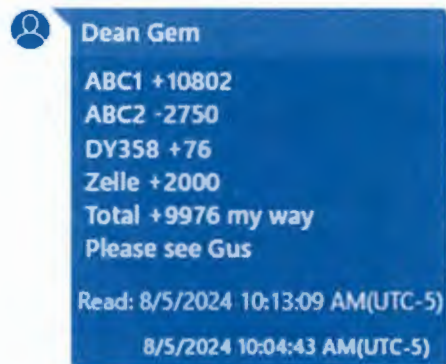 Dean Gem
ABC1 +10802
ABC2 -2750
DY358 +76
Zelle +2000
Total +9976 my way
Please see Gus
Read: 8/5/2024 10:13:09 AM(UTC-5)
8/5/2024 10:04:43 AM(UTC-5)